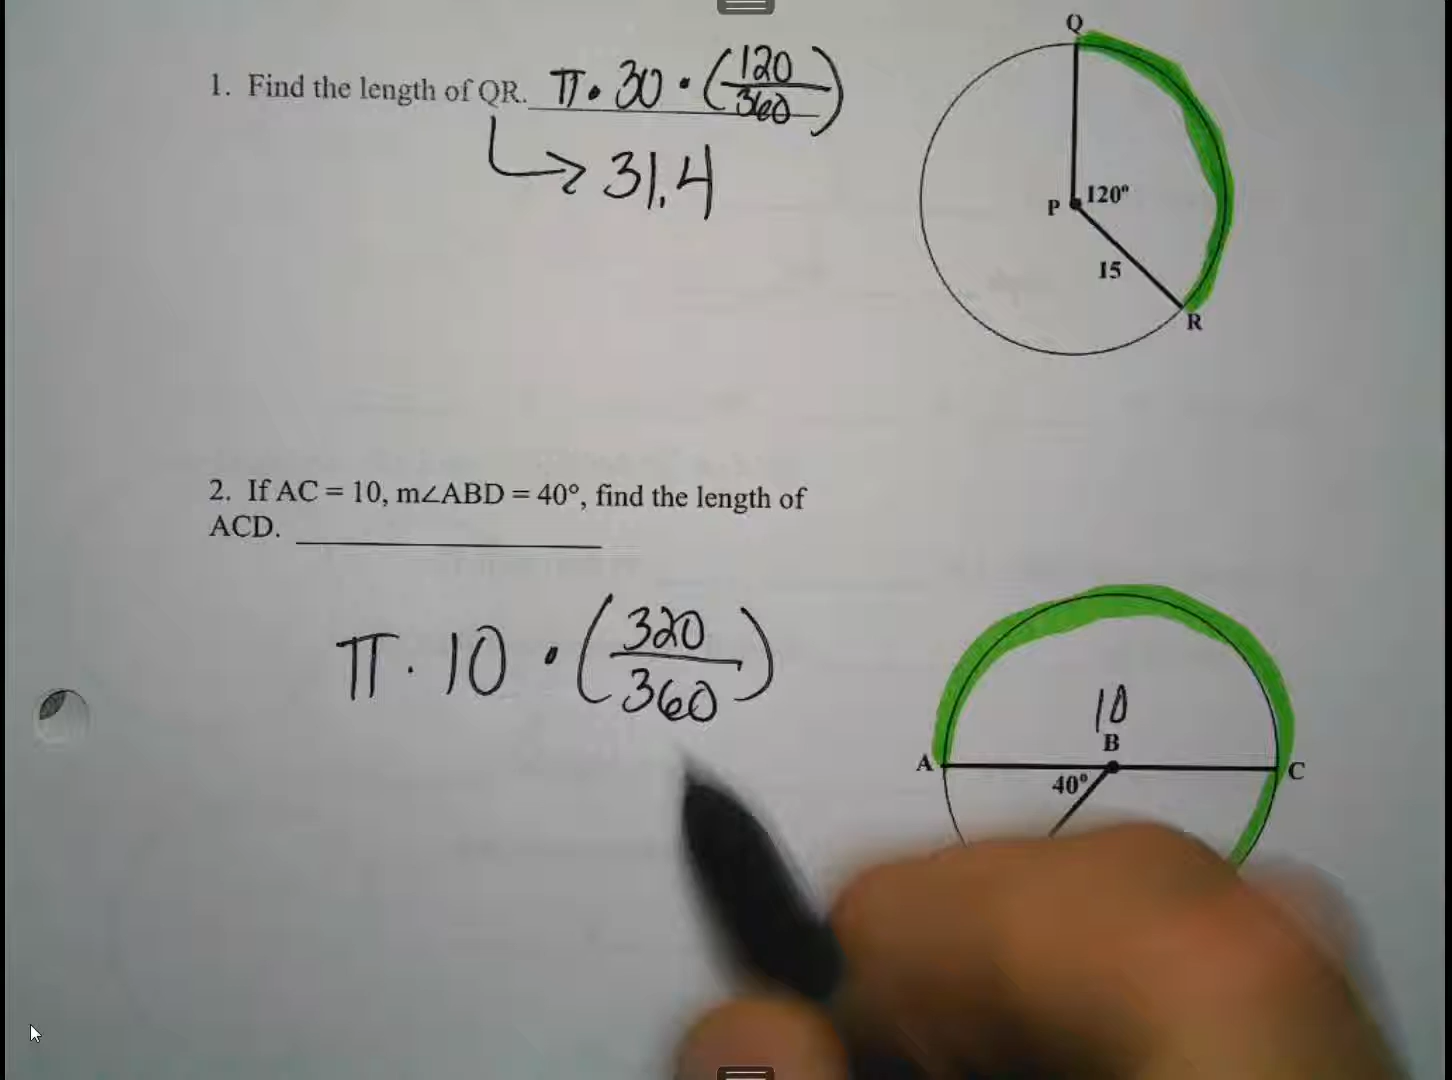 1. Find the length of QR. π · 30 · (120/360)
→ 31.4
Q
P 120°
15
R
2. If AC = 10, m∠ABD = 40°, find the length of
ACD.
π · 10 · (320/360)
10
B
A
C
40°